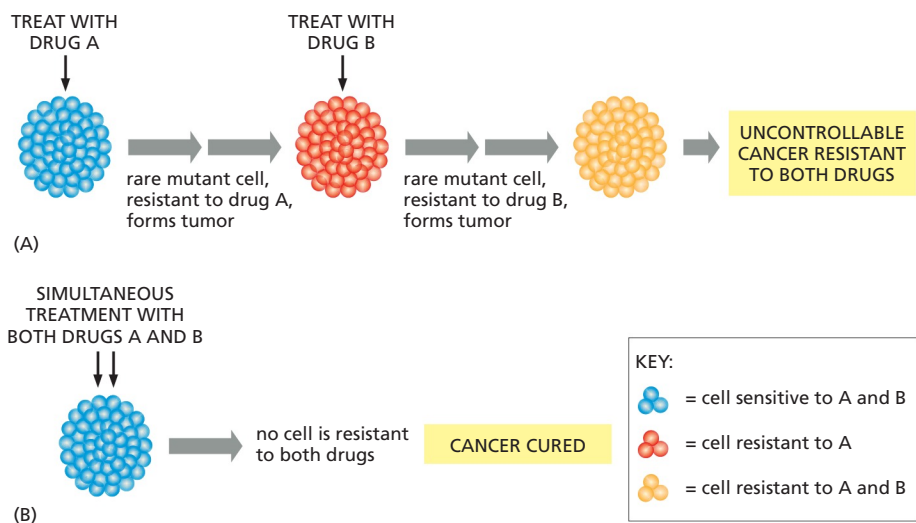 TREAT WITH
DRUG A
TREAT WITH
DRUG B
rare mutant cell,
resistant to drug A,
forms tumor
rare mutant cell,
resistant to drug B,
forms tumor
UNCONTROLLABLE
CANCER RESISTANT
TO BOTH DRUGS
(A)
SIMULTANEOUS
TREATMENT WITH
BOTH DRUGS A AND B
no cell is resistant
to both drugs
CANCER CURED
(B)
KEY:
= cell sensitive to A and B
= cell resistant to A
= cell resistant to A and B